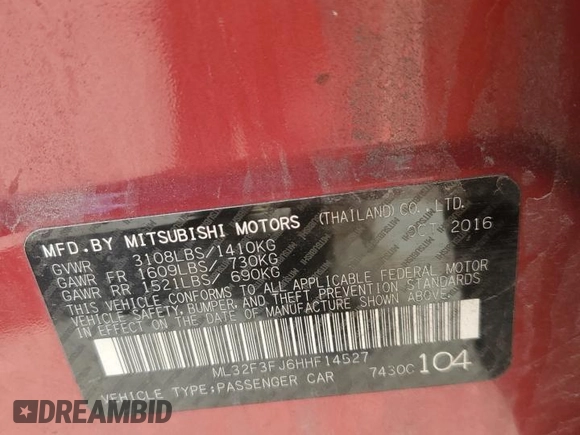 MFD.BY MITSUBISHI MOTORS (THAILAND) CO.,LTD.
OCT 2016
GVWR 3108LBS/1410KG
GAWR FR 1609LBS/ 730KG
GAWR RR 1521LBS/ 690KG
THIS VEHICLE CONFORMS TO ALL APPLICABLE FEDERAL MOTOR
VEHICLE SAFETY, BUMPER, AND THEFT PREVENTION STANDARDS
IN EFFECT ON THE DATE OF MANUFACTURE SHOWN ABOVE.
ML32F3FJ6HHF14527
VEHICLE TYPE:PASSENGER CAR 7430C 104
DREAMBID